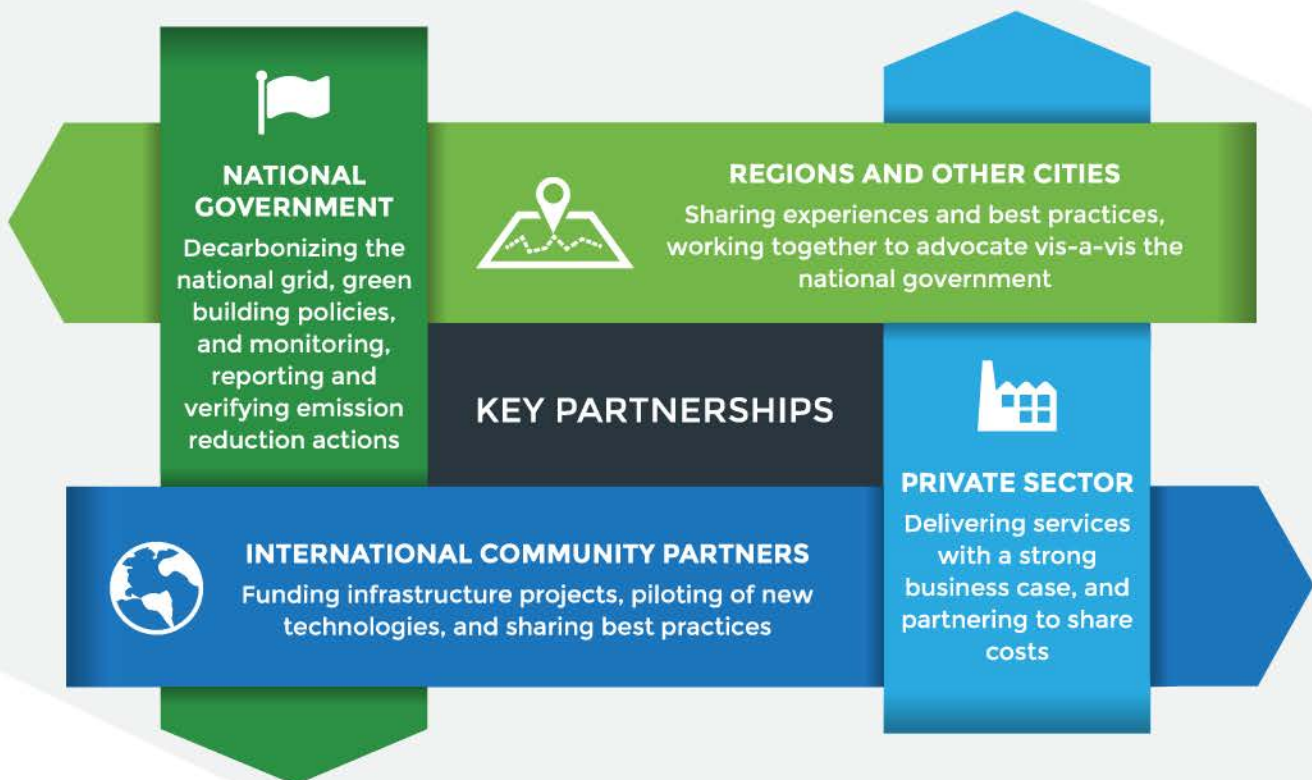 NATIONAL
GOVERNMENT
Decarbonizing the
national grid, green
building policies,
and monitoring,
reporting and
verifying emission
reduction actions
REGIONS AND OTHER CITIES
Sharing experiences and best practices,
working together to advocate vis-a-vis the
national government
KEY PARTNERSHIPS
PRIVATE SECTOR
Delivering services
with a strong
business case, and
partnering to share
costs
INTERNATIONAL COMMUNITY PARTNERS
Funding infrastructure projects, piloting of new
technologies, and sharing best practices